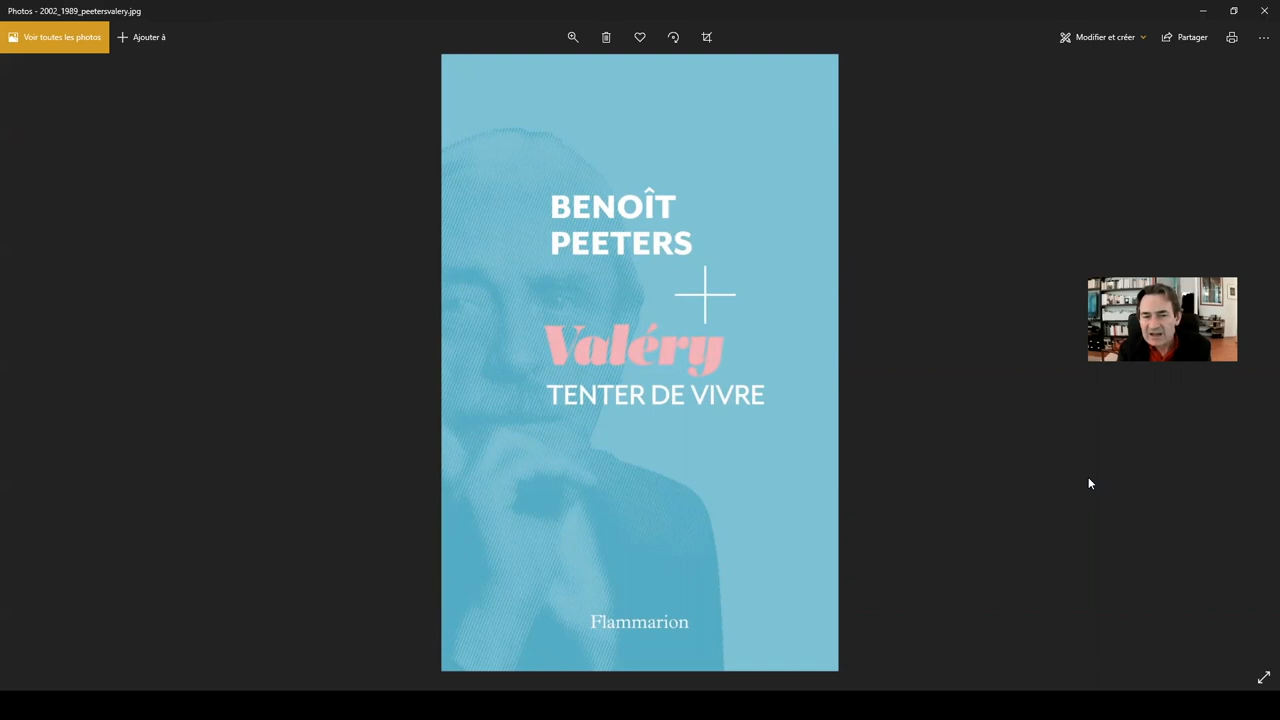 Photos - 2002_1989_peetersvalery.jpg
Voir toutes les photos
Ajouter à
Modifier et créer
Partager
BENOÎT
PEETERS
Valéry
TENTER DE VIVRE
Flammarion